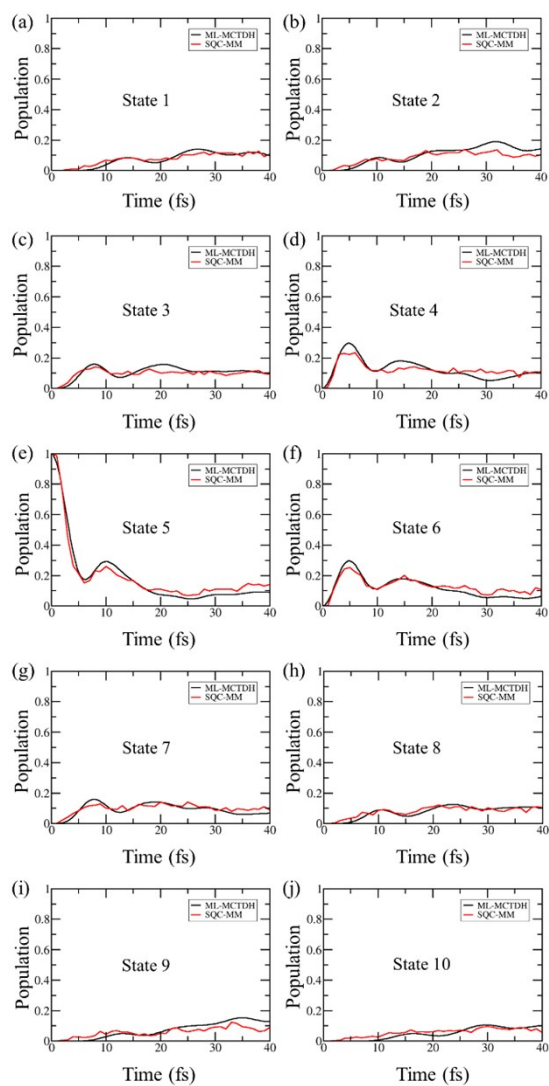 (a)
Population
1
0.8
0.6
0.4
0.2
0
ML-MCTDH
SQC-MM
State 1
0 10 20 30 40
Time (fs)
(b)
Population
1
0.8
0.6
0.4
0.2
0
ML-MCTDH
SQC-MM
State 2
0 10 20 30 40
Time (fs)
(c)
Population
1
0.8
0.6
0.4
0.2
0
ML-MCTDH
SQC-MM
State 3
0 10 20 30 40
Time (fs)
(d)
Population
1
0.8
0.6
0.4
0.2
0
ML-MCTDH
SQC-MM
State 4
0 10 20 30 40
Time (fs)
(e)
Population
1
0.8
0.6
0.4
0.2
0
ML-MCTDH
SQC-MM
State 5
0 10 20 30 40
Time (fs)
(f)
Population
1
0.8
0.6
0.4
0.2
0
ML-MCTDH
SQC-MM
State 6
0 10 20 30 40
Time (fs)
(g)
Population
1
0.8
0.6
0.4
0.2
0
ML-MCTDH
SQC-MM
State 7
0 10 20 30 40
Time (fs)
(h)
Population
1
0.8
0.6
0.4
0.2
0
ML-MCTDH
SQC-MM
State 8
0 10 20 30 40
Time (fs)
(i)
Population
1
0.8
0.6
0.4
0.2
0
ML-MCTDH
SQC-MM
State 9
0 10 20 30 40
Time (fs)
(j)
Population
1
0.8
0.6
0.4
0.2
0
ML-MCTDH
SQC-MM
State 10
0 10 20 30 40
Time (fs)